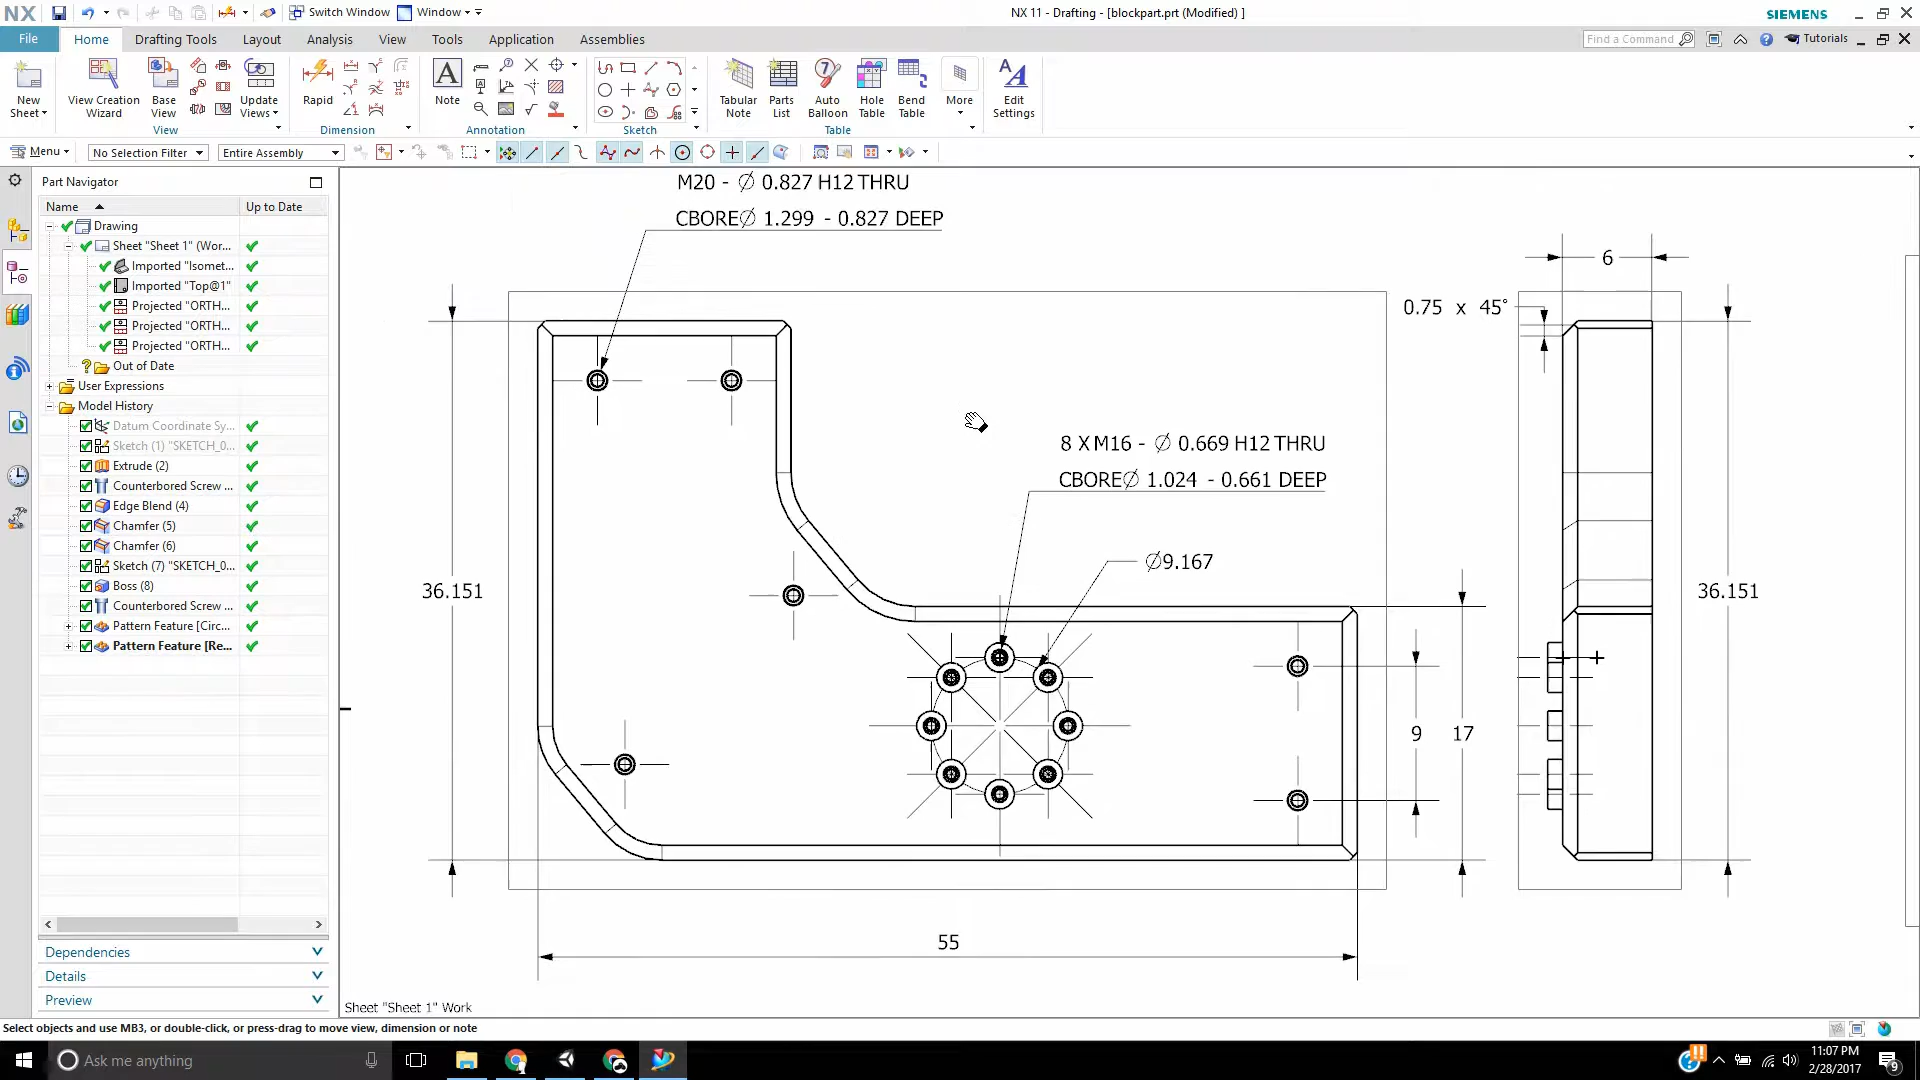 NX
Switch Window
Window
NX 11 - Drafting - [blockpart.prt (Modified) ]
SIEMENS
File
Home
Drafting Tools
Layout
Analysis
View
Tools
Application
Assemblies
Find a Command
Tutorials
New
Sheet
View Creation
Wizard
Base
View
Update
Views
View
Rapid
Dimension
Note
Annotation
Sketch
Tabular
Note
Parts
List
Auto
Balloon
Hole
Table
Bend
Table
More
Table
Edit
Settings
Menu
No Selection Filter
Entire Assembly
Part Navigator
Name
Up to Date
Drawing
Sheet "Sheet 1" (Wor...
Imported "Isomet...
Imported "Top@1"
Projected "ORTH...
Projected "ORTH...
Projected "ORTH...
Out of Date
User Expressions
Model History
Datum Coordinate Sy...
Sketch (1) "SKETCH_0...
Extrude (2)
Counterbored Screw ...
Edge Blend (4)
Chamfer (5)
Chamfer (6)
Sketch (7) "SKETCH_0...
Boss (8)
Counterbored Screw ...
Pattern Feature [Circ...
Pattern Feature [Re...
Dependencies
Details
Preview
M20 - ∅ 0.827 H12 THRU
CBORE∅ 1.299 - 0.827 DEEP
6
0.75 x 45°
8 X M16 - ∅ 0.669 H12 THRU
CBORE∅ 1.024 - 0.661 DEEP
∅9.167
36.151
36.151
9
17
55
Sheet "Sheet 1" Work
Select objects and use MB3, or double-click, or press-drag to move view, dimension or note
Ask me anything
11:07 PM
2/28/2017
9